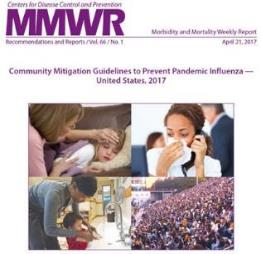 Centers for Disease Control and Prevention
MMWR
Morbidity and Mortality Weekly Report
Recommendations and Reports / Vol. 66 / No. 1
April 21, 2017
Community Mitigation Guidelines to Prevent Pandemic Influenza —
United States, 2017